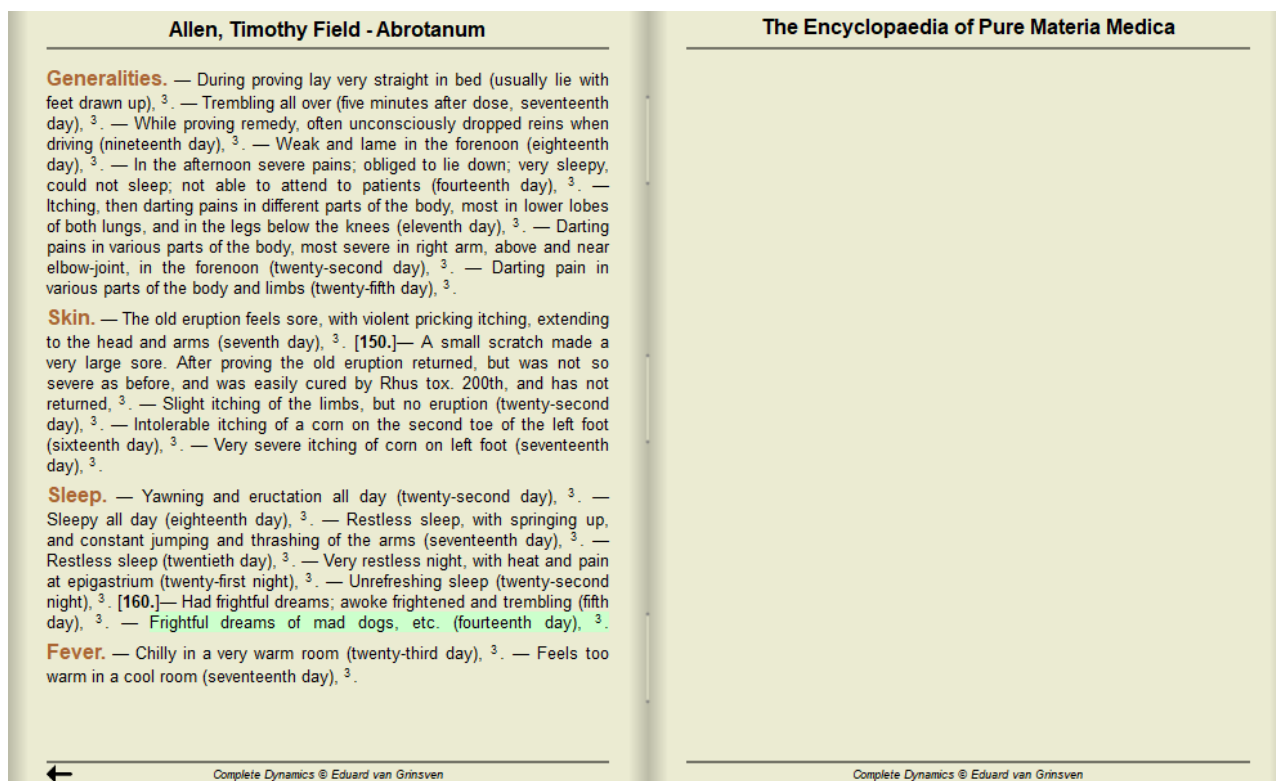 Allen, Timothy Field - Abrotanum
Generalities. — During proving lay very straight in bed (usually lie with
feet drawn up), 3. — Trembling all over (five minutes after dose, seventeenth
day), 3. — While proving remedy, often unconsciously dropped reins when
driving (nineteenth day), 3. — Weak and lame in the forenoon (eighteenth
day), 3. — In the afternoon severe pains; obliged to lie down; very sleepy,
could not sleep; not able to attend to patients (fourteenth day), 3. —
Itching, then darting pains in different parts of the body, most in lower lobes
of both lungs, and in the legs below the knees (eleventh day), 3. — Darting
pains in various parts of the body, most severe in right arm, above and near
elbow-joint, in the forenoon (twenty-second day), 3. — Darting pain in
various parts of the body and limbs (twenty-fifth day), 3.
Skin. — The old eruption feels sore, with violent pricking itching, extending
to the head and arms (seventh day), 3. [150.]— A small scratch made a
very large sore. After proving the old eruption returned, but was not so
severe as before, and was easily cured by Rhus tox. 200th, and has not
returned, 3. — Slight itching of the limbs, but no eruption (twenty-second
day), 3. — Intolerable itching of a corn on the second toe of the left foot
(sixteenth day), 3. — Very severe itching of corn on left foot (seventeenth
day), 3.
Sleep. — Yawning and eructation all day (twenty-second day), 3. —
Sleepy all day (eighteenth day), 3. — Restless sleep, with springing up,
and constant jumping and thrashing of the arms (seventeenth day), 3. —
Restless sleep (twentieth day), 3. — Very restless night, with heat and pain
at epigastrium (twenty-first night), 3. — Unrefreshing sleep (twenty-second
night), 3. [160.]— Had frightful dreams; awoke frightened and trembling (fifth
day), 3. — Frightful dreams of mad dogs, etc. (fourteenth day), 3.
Fever. — Chilly in a very warm room (twenty-third day), 3. — Feels too
warm in a cool room (seventeenth day), 3.
Complete Dynamics © Eduard van Grinsven
The Encyclopaedia of Pure Materia Medica
Complete Dynamics © Eduard van Grinsven